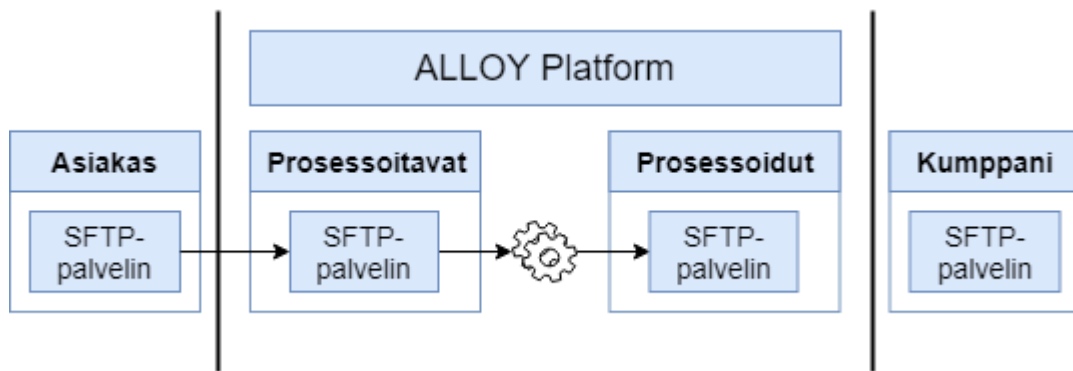 ALLOY Platform
Asiakas
SFTP-
palvelin
Prosessoitavat
SFTP-
palvelin
Prosessoidut
SFTP-
palvelin
Kumppani
SFTP-
palvelin